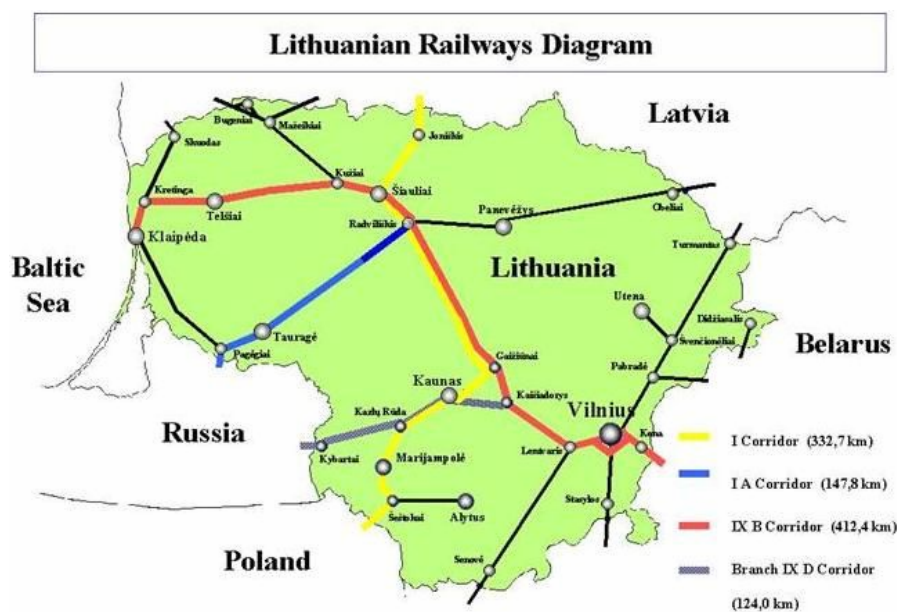 Lithuanian Railways Diagram
Latvia
Bugeniai
Mažeikiai
Skuodas
Joniškis
Kužiai
Šiauliai
Kretinga
Telšiai
Radviliškis
Panevėžys
Obeliai
Klaipėda
Turmantas
Baltic
Sea
Lithuania
Utena
Didžiasalis
Tauragė
Švenčionėliai
Pagėgiai
Gaižiūnai
Pabradė
Belarus
Kaunas
Kaišiadorys
Vilnius
Russia
Kazlų Rūda
Kybartai
Lentvaris
Kena
Marijampolė
Stasylos
Šeštokai
Alytus
Poland
Senovė
I Corridor (332,7 km)
I A Corridor (147,8 km)
IX B Corridor (412,4 km)
Branch IX D Corridor
(124,0 km)